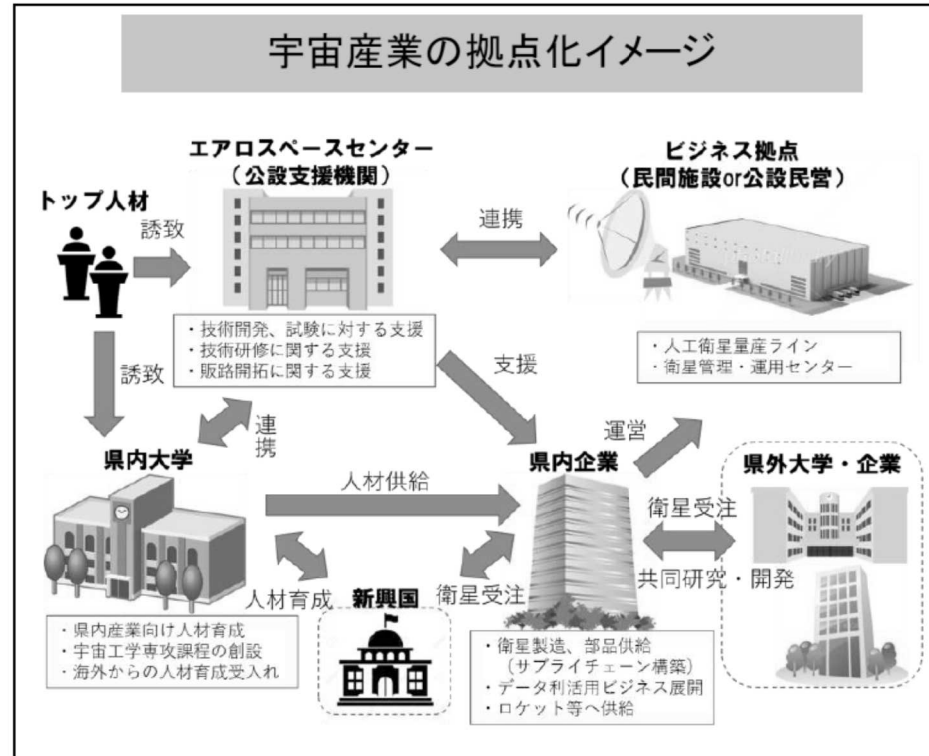 宇宙産業の拠点化イメージ
トップ人材
誘致
エアロスペースセンター
（公設支援機関）
連携
ビジネス拠点
（民間施設or公設民営）
・技術開発、試験に対する支援
・技術研修に関する支援
・販路開拓に関する支援
・人工衛星量産ライン
・衛星管理・運用センター
誘致
連携
支援
運営
県内大学
人材供給
県内企業
県外大学・企業
衛星受注
共同研究・開発
人材育成
新興国
衛星受注
・県内産業向け人材育成
・宇宙工学専攻課程の創設
・海外からの人材育成受入れ
・衛星製造、部品供給
（サプライチェーン構築）
・データ利活用ビジネス展開
・ロケット等へ供給